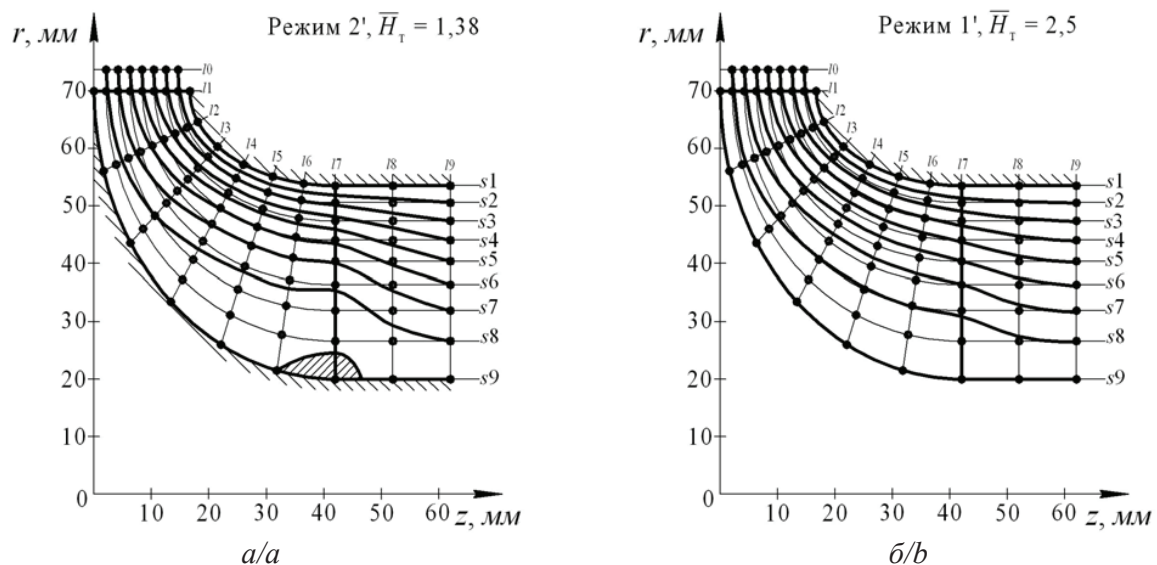 r, мм
Режим 2', H̅т = 1,38
l0
70
l1
l2
60
l3
l4
l5
l6
l7
l8
l9
s1
50
s2
s3
s4
40
s5
s6
30
s7
s8
20
s9
10
0
10 20 30 40 50 60 z, мм
а/a
r, мм
Режим 1', H̅т = 2,5
l0
70
l1
l2
60
l3
l4
l5
l6
l7
l8
l9
s1
50
s2
s3
s4
40
s5
s6
30
s7
s8
20
s9
10
0
10 20 30 40 50 60 z, мм
б/b